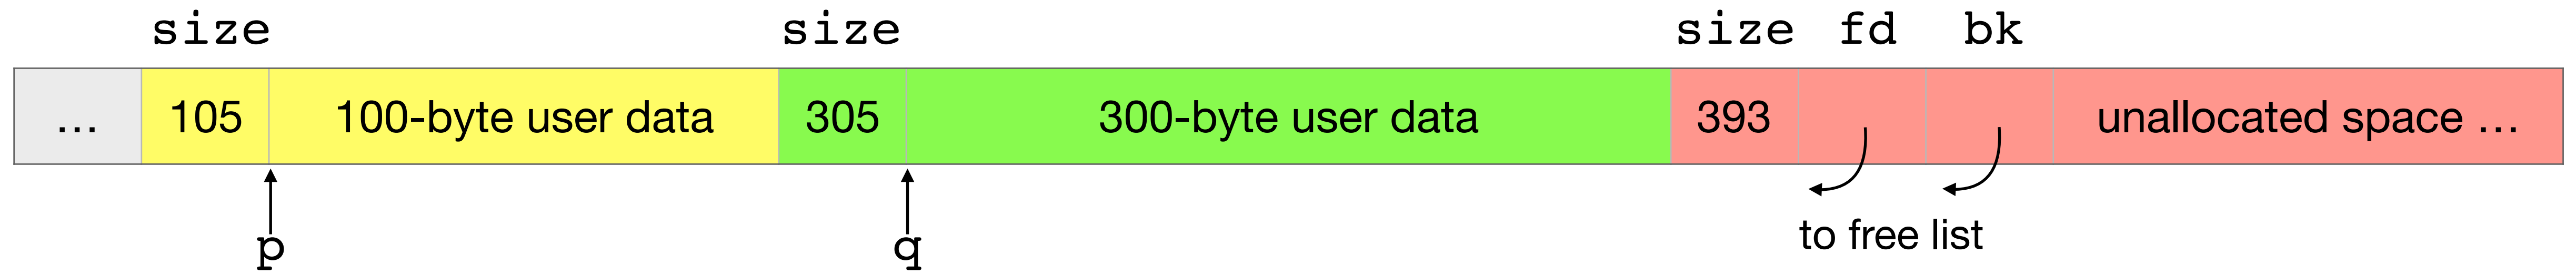 size size size fd bk
... 105 100-byte user data 305 300-byte user data 393 unallocated space ...
to free list
p q